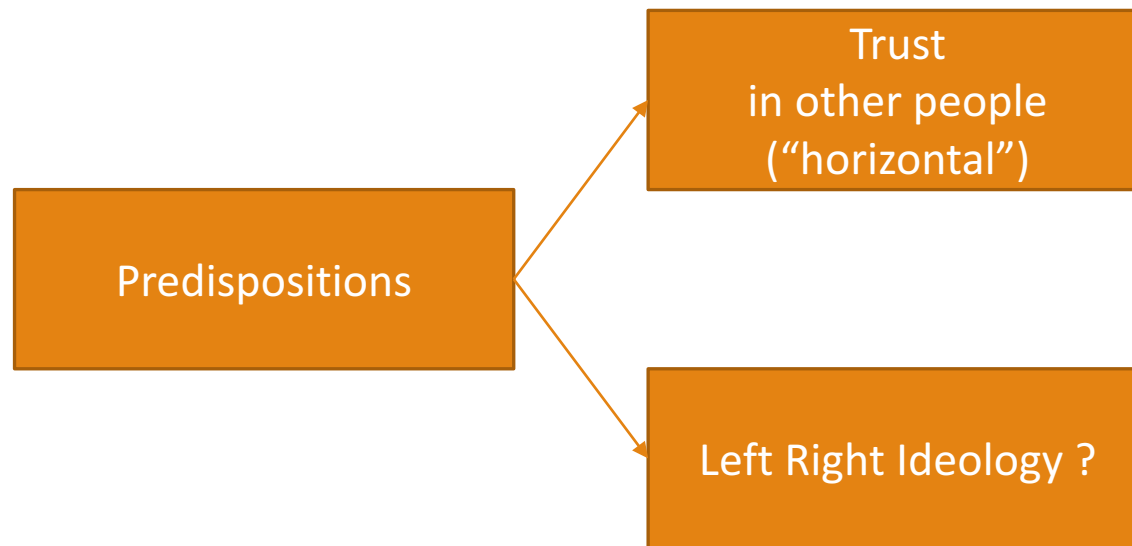 Trust
in other people
(“horizontal”)
Predispositions
Left Right Ideology ?